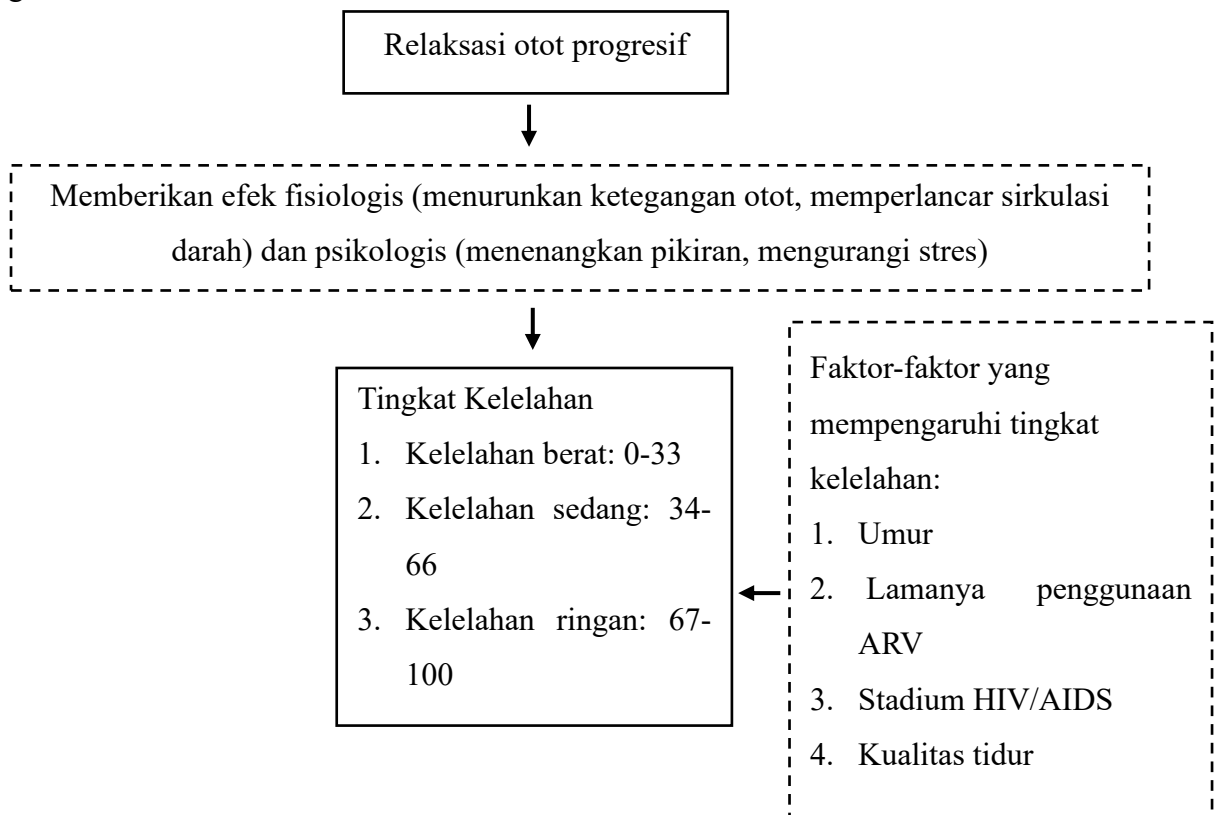 Relaksasi otot progresif
Memberikan efek fisiologis (menurunkan ketegangan otot, memperlancar sirkulasi
darah) dan psikologis (menenangkan pikiran, mengurangi stres)
Tingkat Kelelahan
1. Kelelahan berat: 0-33
2. Kelelahan sedang: 34-
66
3. Kelelahan ringan: 67-
100
Faktor-faktor yang
mempengaruhi tingkat
kelelahan:
1. Umur
2. Lamanya penggunaan
ARV
3. Stadium HIV/AIDS
4. Kualitas tidur